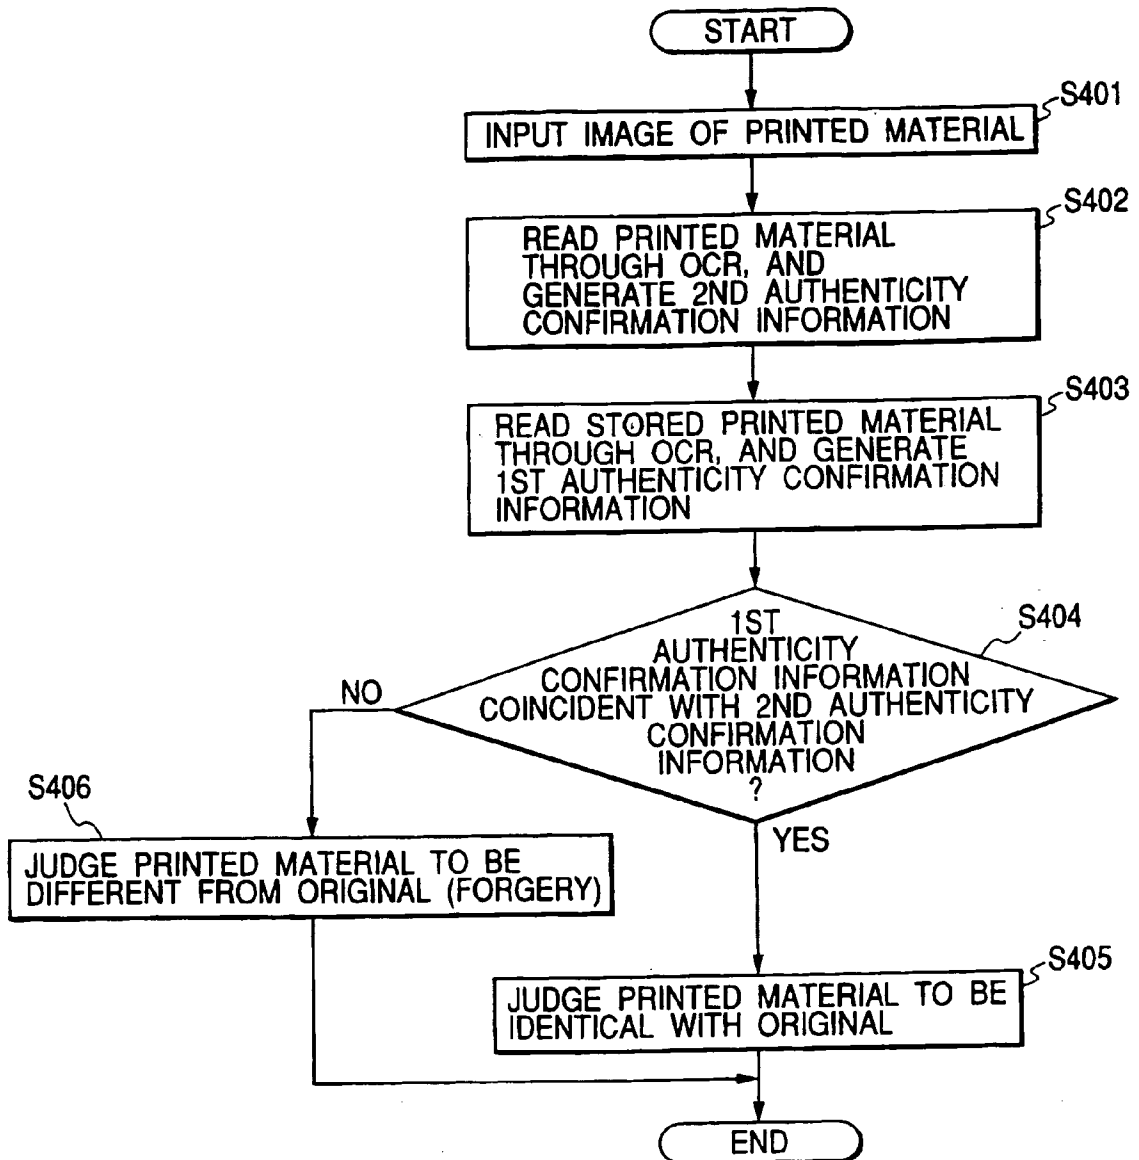 START
S401
INPUT IMAGE OF PRINTED MATERIAL
S402
READ PRINTED MATERIAL
THROUGH OCR, AND
GENERATE 2ND AUTHENTICITY
CONFIRMATION INFORMATION
S403
READ STORED PRINTED MATERIAL
THROUGH OCR, AND GENERATE
1ST AUTHENTICITY CONFIRMATION
INFORMATION
S404
1ST
AUTHENTICITY
CONFIRMATION INFORMATION
COINCIDENT WITH 2ND AUTHENTICITY
CONFIRMATION
INFORMATION
?
NO
YES
S406
JUDGE PRINTED MATERIAL TO BE
DIFFERENT FROM ORIGINAL (FORGERY)
S405
JUDGE PRINTED MATERIAL TO BE
IDENTICAL WITH ORIGINAL
END